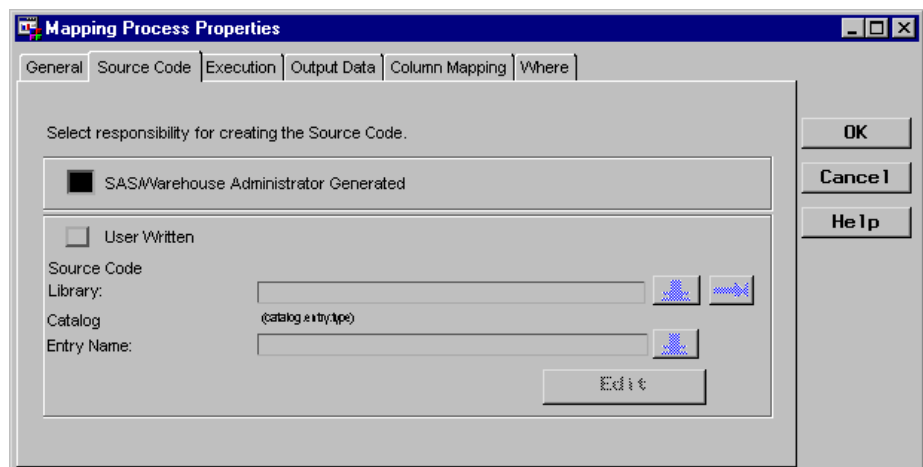 Mapping Process Properties
General Source Code Execution Output Data Column Mapping Where
Select responsibility for creating the Source Code.
SAS/Warehouse Administrator Generated
User Written
Source Code
Library:
Catalog (catalog.entry.type)
Entry Name:
Edit
OK
Cancel
Help